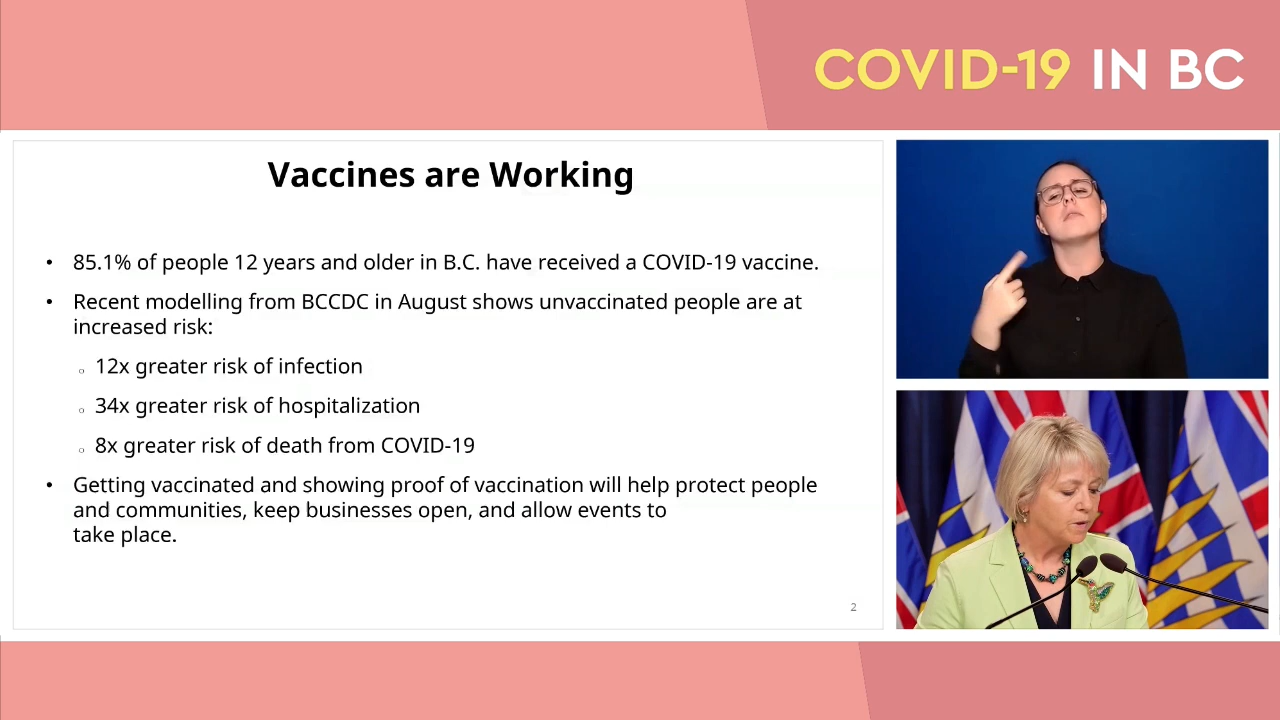 COVID-19 IN BC
Vaccines are Working
• 85.1% of people 12 years and older in B.C. have received a COVID-19 vaccine.
• Recent modelling from BCCDC in August shows unvaccinated people are at
increased risk:
○ 12x greater risk of infection
○ 34x greater risk of hospitalization
○ 8x greater risk of death from COVID-19
• Getting vaccinated and showing proof of vaccination will help protect people
and communities, keep businesses open, and allow events to
take place.
2